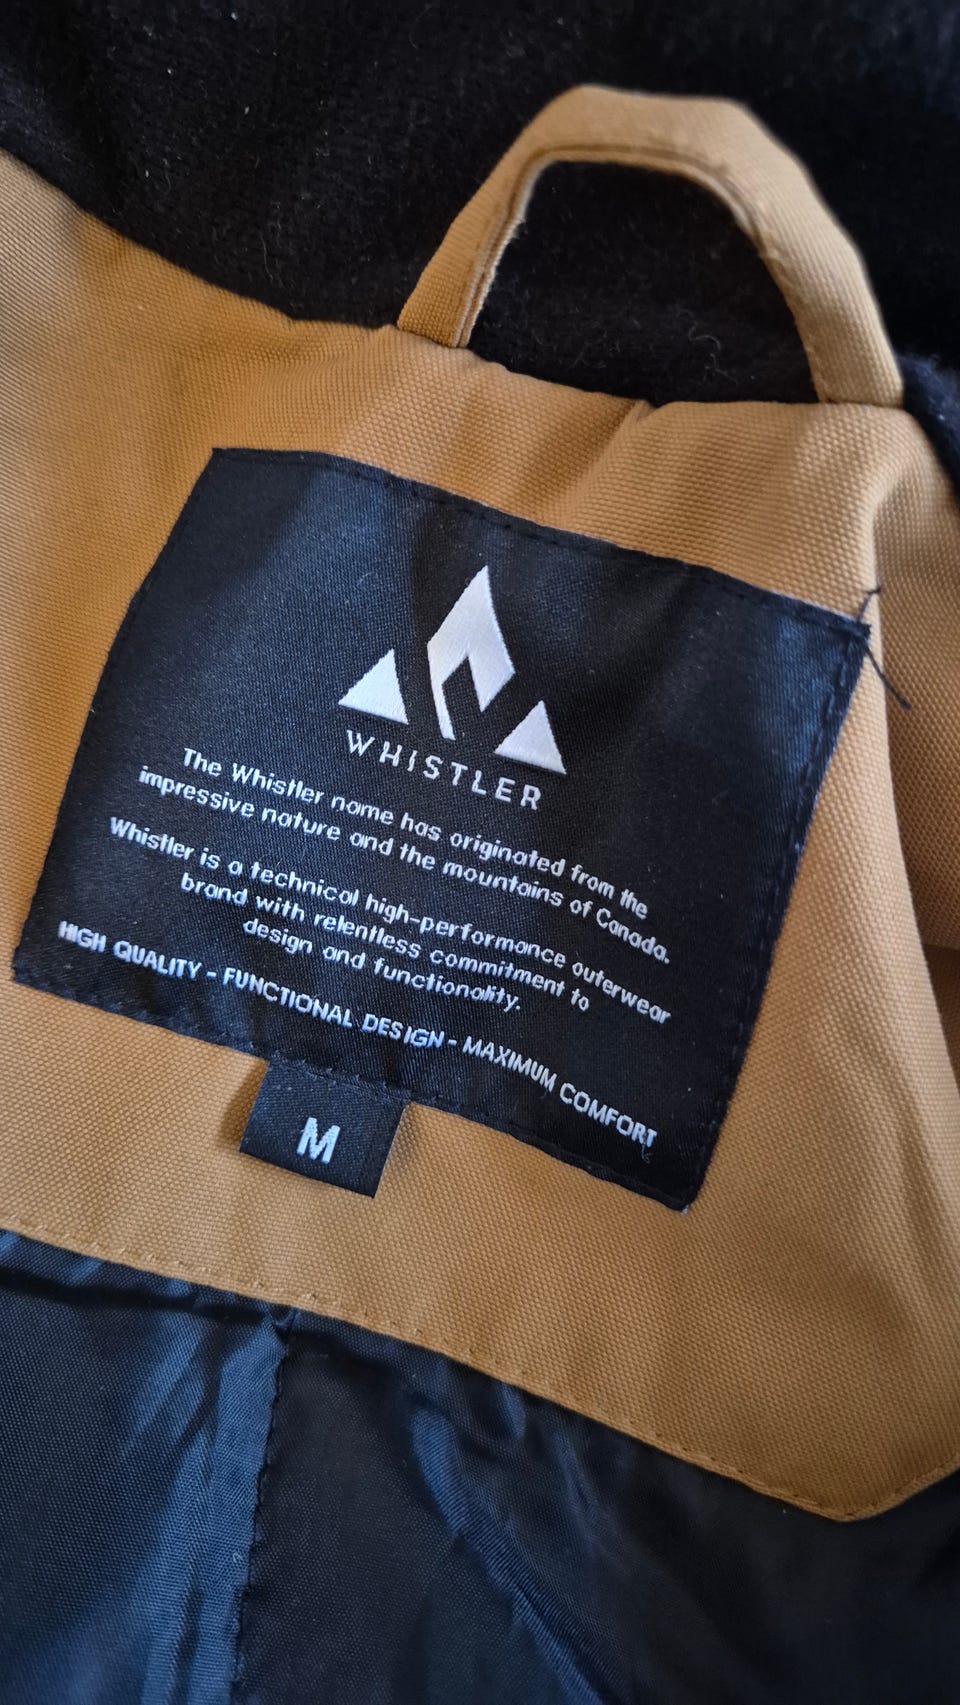 WHISTLER
The Whistler name has originated from the
impressive nature and the mountains of Canada.
Whistler is a technical high-performance outerwear
brand with relentless commitment to
design and functionality.
HIGH QUALITY - FUNCTIONAL DESIGN - MAXIMUM COMFORT
M